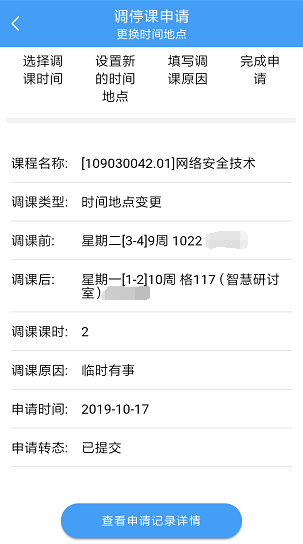 调停课申请
更换时间地点
选择调
课时间
设置新
的时间
地点
填写调
课原因
完成申
请
课程名称: [109030042.01]网络安全技术
调课类型: 时间地点变更
调课前: 星期二[3-4]9周 1022
调课后: 星期一[1-2]10周 格117 (智慧研讨
室)
调课课时: 2
调课原因: 临时有事
申请时间: 2019-10-17
申请转态: 已提交
查看申请记录详情